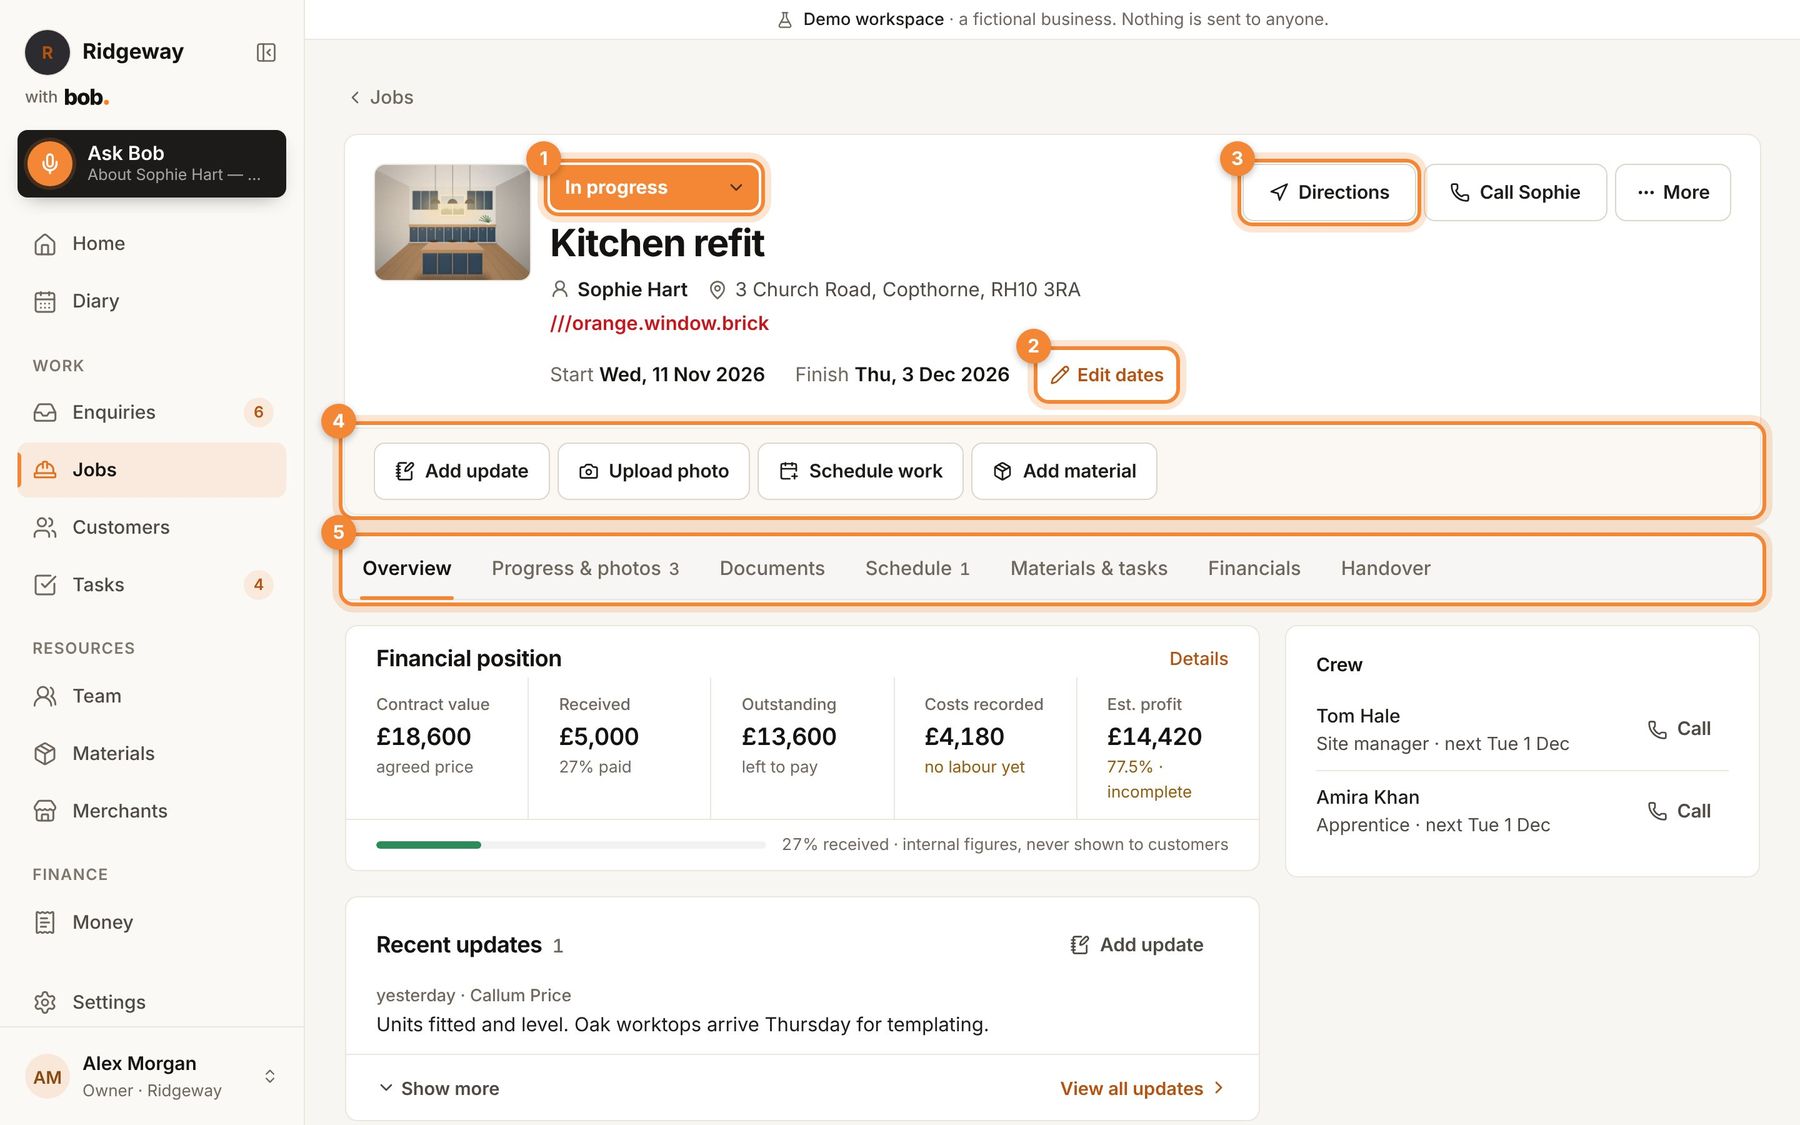 Demo workspace · a fictional business. Nothing is sent to anyone.
R
Ridgeway
with bob.
Ask Bob
About Sophie Hart — ...
Home
Diary
WORK
Enquiries 6
Jobs
Customers
Tasks 4
RESOURCES
Team
Materials
Merchants
FINANCE
Money
Settings
AM
Alex Morgan
Owner · Ridgeway
Jobs
1
In progress
3
Directions
Call Sophie
More
Kitchen refit
Sophie Hart 3 Church Road, Copthorne, RH10 3RA
///orange.window.brick
2
Start Wed, 11 Nov 2026 Finish Thu, 3 Dec 2026 Edit dates
4
Add update Upload photo Schedule work Add material
5
Overview Progress & photos 3 Documents Schedule 1 Materials & tasks Financials Handover
Financial position Details
Contract value Received Outstanding Costs recorded Est. profit
£18,600 £5,000 £13,600 £4,180 £14,420
agreed price 27% paid left to pay no labour yet 77.5% ·
incomplete
27% received · internal figures, never shown to customers
Crew
Tom Hale
Site manager · next Tue 1 Dec
Call
Amira Khan
Apprentice · next Tue 1 Dec
Call
Recent updates 1 Add update
yesterday · Callum Price
Units fitted and level. Oak worktops arrive Thursday for templating.
Show more View all updates